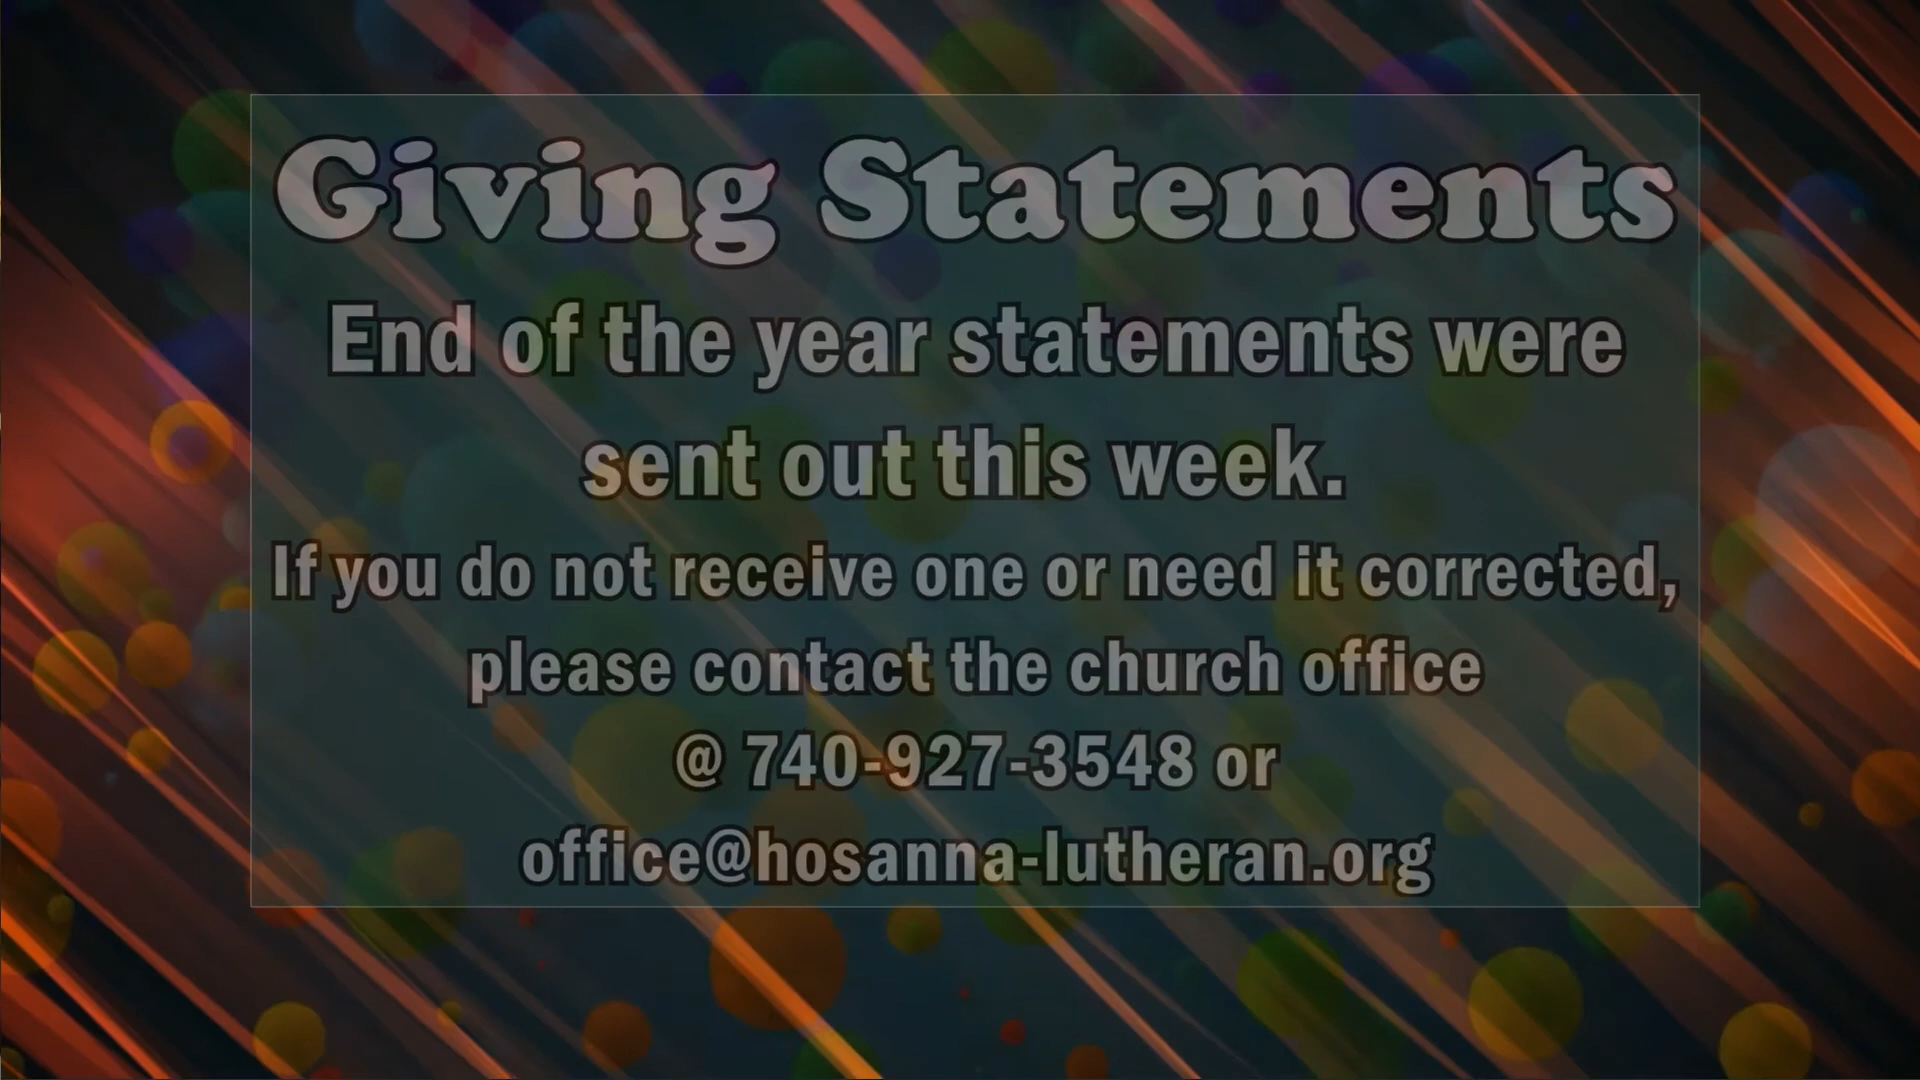 Giving Statements
End of the year statements were
sent out this week.
If you do not receive one or need it corrected,
please contact the church office
@ 740-927-3548 or
office@hosanna-lutheran.org